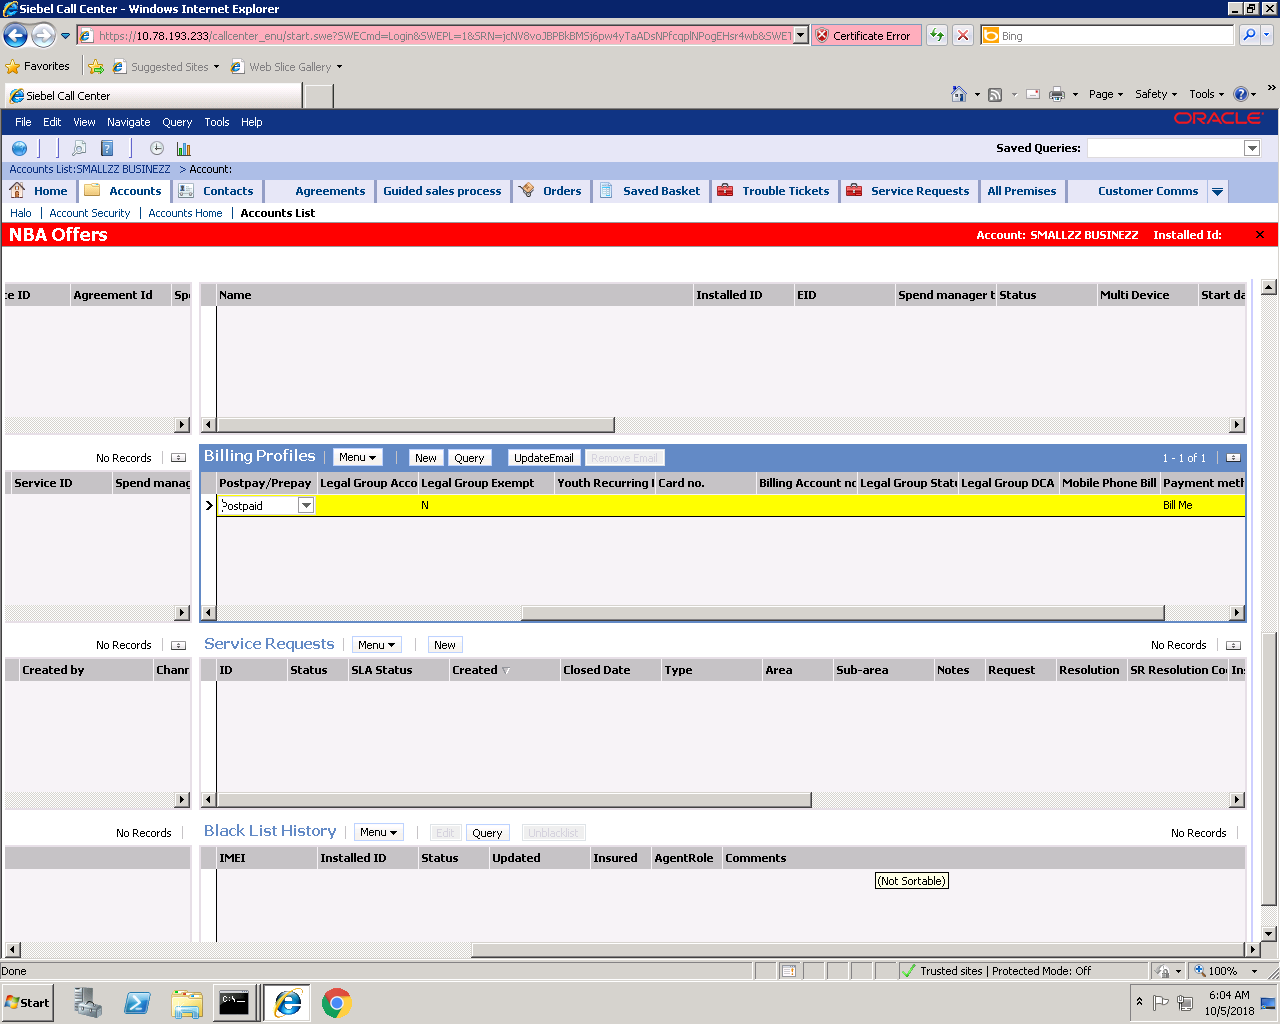 Siebel Call Center - Windows Internet Explorer
https://10.78.193.233/callcenter_enu/start.swe?SWECmd=Login&SWEPL=1&SRN=jcNV8voJBPBkBMSj6pw4yTaADsNPfcqplNPogEHsr4wb&SWET
Certificate Error
Bing
Favorites
Suggested Sites
Web Slice Gallery
Siebel Call Center
Page
Safety
Tools
File Edit View Navigate Query Tools Help
ORACLE
Saved Queries:
Accounts List:SMALLZZ BUSINEZZ > Account:
Home
Accounts
Contacts
Agreements
Guided sales process
Orders
Saved Basket
Trouble Tickets
Service Requests
All Premises
Customer Comms
Halo | Account Security | Accounts Home | Accounts List
NBA Offers
Account: SMALLZZ BUSINEZZ Installed Id:
ce ID Agreement Id Spe
Name Installed ID EID Spend manager t Status Multi Device Start da
No Records
Billing Profiles Menu New Query UpdateEmail Remove Email 1 - 1 of 1
Service ID Spend manag
Postpay/Prepay Legal Group Acco Legal Group Exempt Youth Recurring I Card no. Billing Account no Legal Group Statu Legal Group DCA Mobile Phone Bill Payment meth
Postpaid N Bill Me
No Records
Service Requests Menu New No Records
Created by Chann
ID Status SLA Status Created Closed Date Type Area Sub-area Notes Request Resolution SR Resolution Co Ins
No Records
Black List History Menu Edit Query Unblacklist No Records
IMEI Installed ID Status Updated Insured AgentRole Comments
(Not Sortable)
Done
Trusted sites | Protected Mode: Off
100%
Start
C:\
6:04 AM
10/5/2018